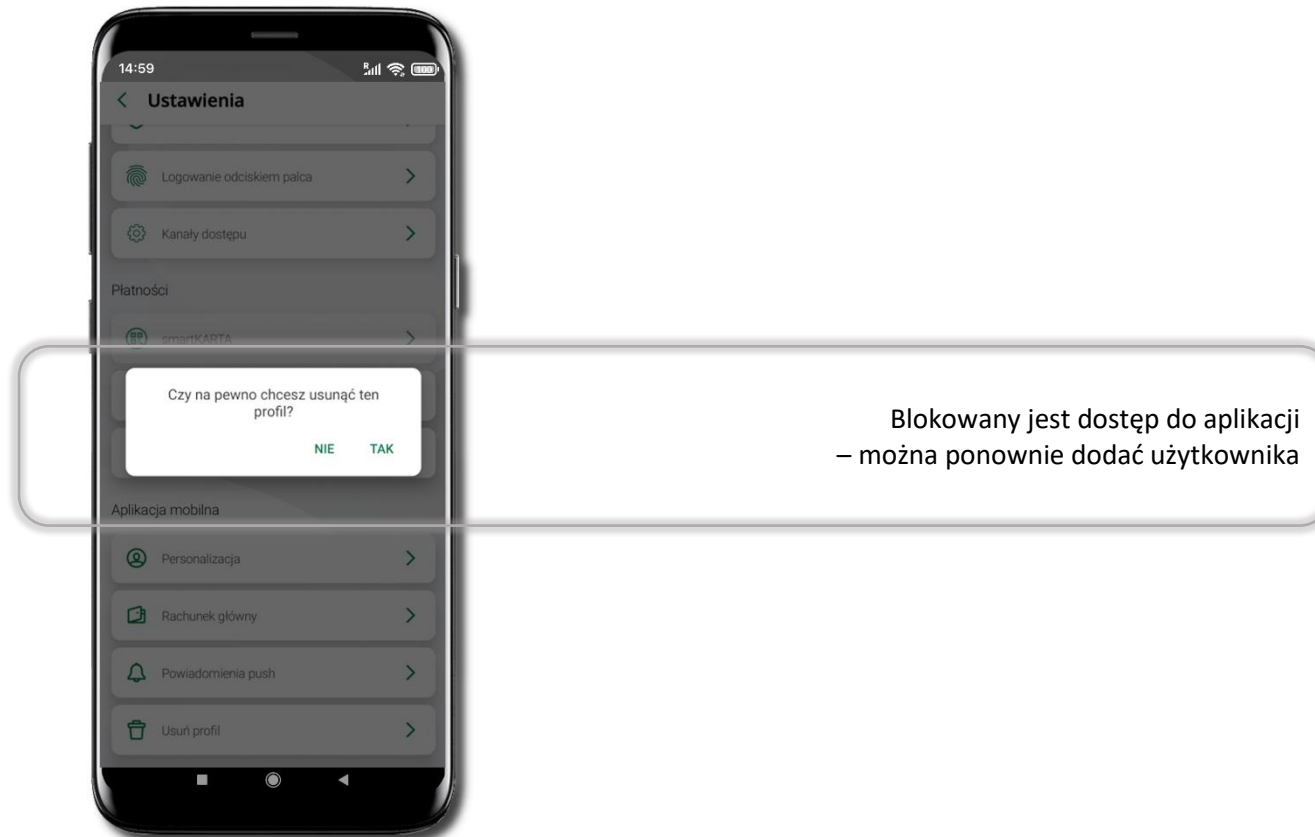 14:59
Ustawienia
Logowanie odciskiem palca
Kanały dostępu
Płatności
smartKARTA
Czy na pewno chcesz usunąć ten
profil?
NIE TAK
Blokowany jest dostęp do aplikacji
– można ponownie dodać użytkownika
Aplikacja mobilna
Personalizacja
Rachunek główny
Powiadomienia push
Usuń profil